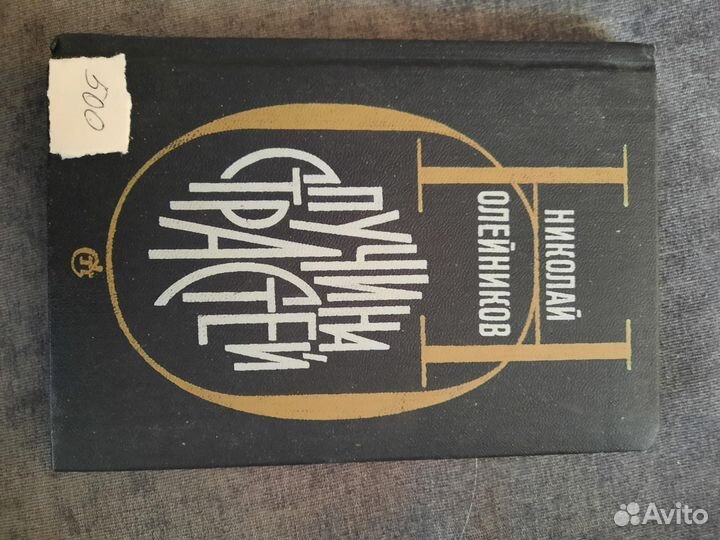 500
НИКОЛАЙ
ОЛЕЙНИКОВ
ПУЧИНА
СТРАСТЕЙ
Avito